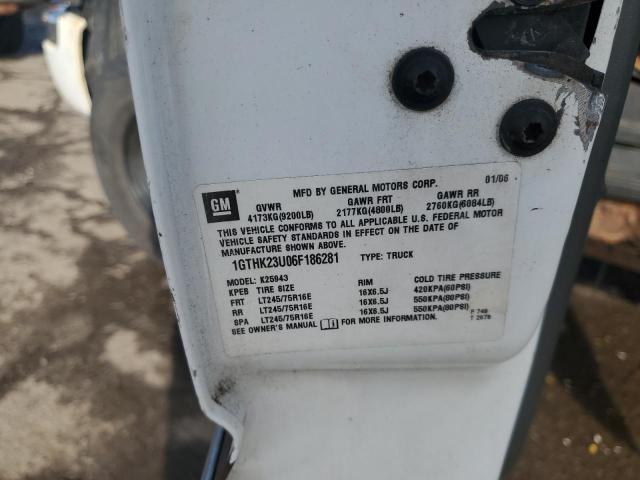 GM
MFD BY GENERAL MOTORS CORP. 01/06
GVWR GAWR FRT GAWR RR
4173KG(9200LB) 2177KG(4800LB) 2760KG(6084LB)
THIS VEHICLE CONFORMS TO ALL APPLICABLE U.S. FEDERAL MOTOR
VEHICLE SAFETY STANDARDS IN EFFECT ON THE DATE OF
MANUFACTURE SHOWN ABOVE.
1GTHK23U06F186281 TYPE: TRUCK
MODEL: K25943
KPEB TIRE SIZE RIM COLD TIRE PRESSURE
FRT LT245/75R16E 16X6.5J 420KPA(60PSI)
RR LT245/75R16E 16X6.5J 550KPA(80PSI)
SPA LT245/75R16E 16X6.5J 550KPA(80PSI)
SEE OWNER'S MANUAL FOR MORE INFORMATION.
P 749
T 2678